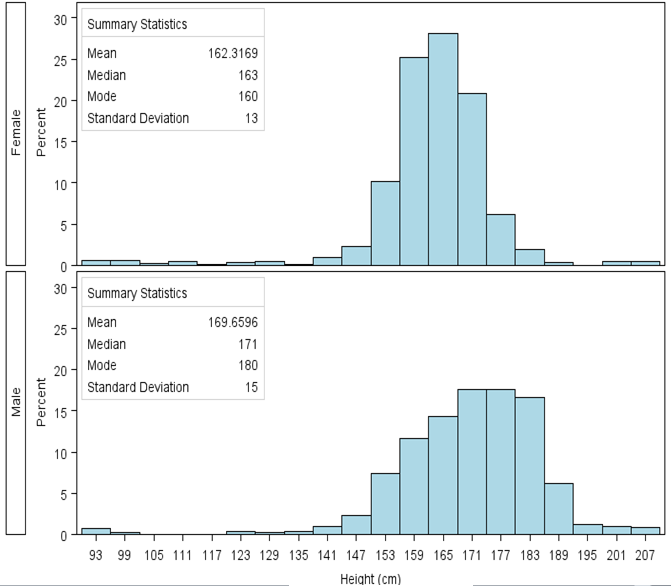 Female
Percent
30
25
20
15
10
5
0
Summary Statistics
Mean 162.3169
Median 163
Mode 160
Standard Deviation 13
Male
Percent
30
25
20
15
10
5
0
Summary Statistics
Mean 169.6596
Median 171
Mode 180
Standard Deviation 15
93 99 105 111 117 123 129 135 141 147 153 159 165 171 177 183 189 195 201 207
Height (cm)